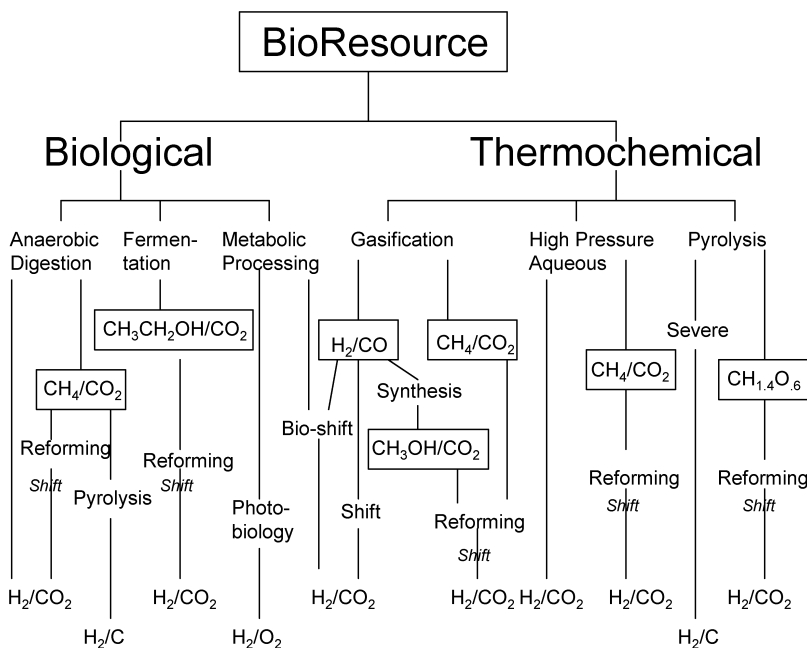 BioResource
Biological
Thermochemical
Anaerobic
Digestion
Fermen-
tation
Metabolic
Processing
Gasification
High Pressure
Aqueous
Pyrolysis
CH₃CH₂OH/CO₂
H₂/CO
CH₄/CO₂
Severe
CH₄/CO₂
CH₄/CO₂
CH₁.₄O.₆
Synthesis
Bio-shift
CH₃OH/CO₂
Reforming
Shift
Pyrolysis
Reforming
Shift
Photo-
biology
Shift
Reforming
Shift
Reforming
Shift
Reforming
Shift
H₂/CO₂
H₂/CO₂
H₂/CO₂
H₂/CO₂
H₂/CO₂
H₂/CO₂
H₂/CO₂
H₂/C
H₂/O₂
H₂/C